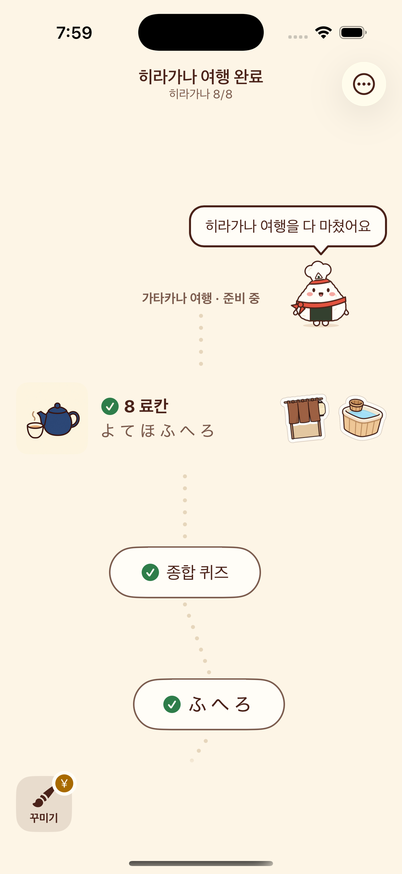 7:59
히라가나 여행 완료
히라가나 8/8
히라가나 여행을 다 마쳤어요
가타카나 여행 · 준비 중
8 료칸
よ て ほ ふ へ ろ
종합 퀴즈
ふ へ ろ
¥
꾸미기